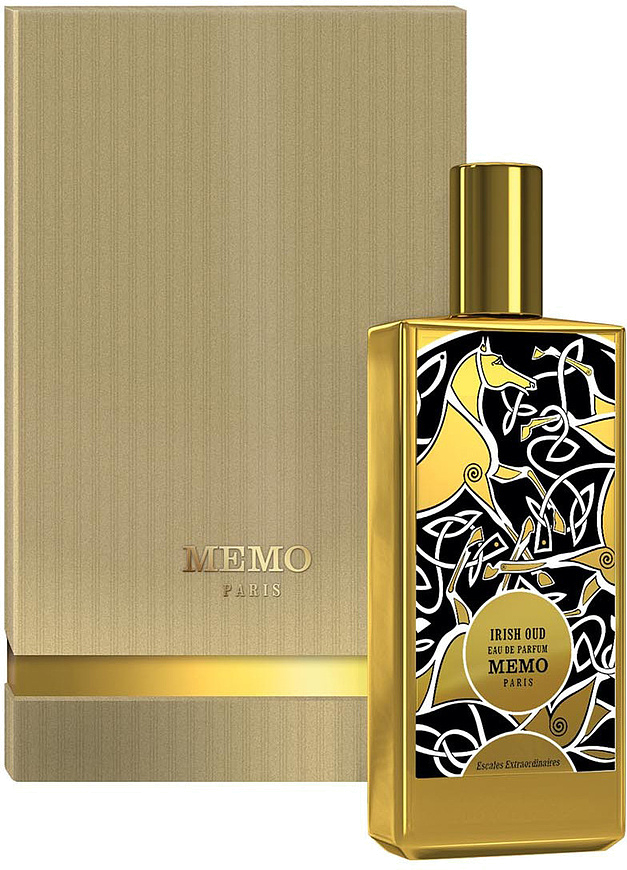 MEMO
PARIS
IRISH OUD
EAU DE PARFUM
MEMO
PARIS
Escales Extraordinaires